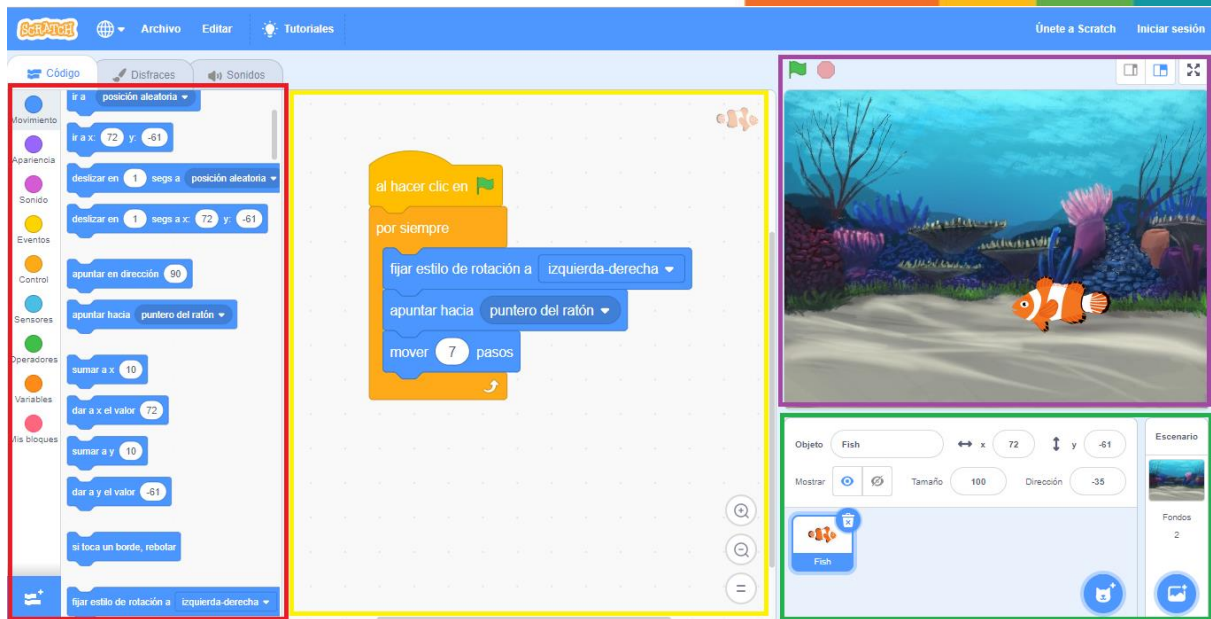 SCRATCH Archivo Editar Tutoriales Únete a Scratch Iniciar sesión
Código Disfraces Sonidos
Movimiento
Apariencia
Sonido
Eventos
Control
Sensores
Operadores
Variables
Mis bloques
ir a posición aleatoria
ir a x: 72 y: -61
deslizar en 1 segs a posición aleatoria
deslizar en 1 segs a x: 72 y: -61
apuntar en dirección 90
apuntar hacia puntero del ratón
sumar a x 10
dar a x el valor 72
sumar a y 10
dar a y el valor -61
si toca un borde, rebotar
fijar estilo de rotación a izquierda-derecha
al hacer clic en
por siempre
fijar estilo de rotación a izquierda-derecha
apuntar hacia puntero del ratón
mover 7 pasos
Objeto Fish x 72 y -61
Mostrar Tamaño 100 Dirección -35
Fish
Escenario
Fondos
2